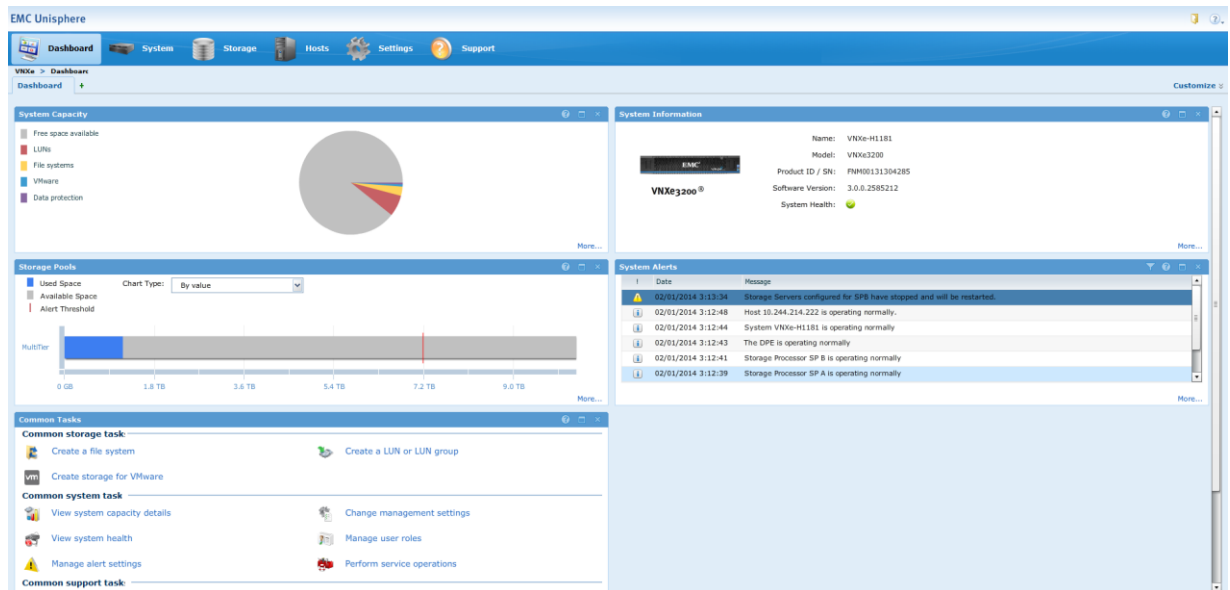 EMC Unisphere
Dashboard System Storage Hosts Settings Support
VNXe > Dashboard
Dashboard +
Customize
System Capacity
Free space available
LUNs
File systems
VMware
Data protection
More...
System Information
EMC²
VNXe3200®
Name: VNXe-H1181
Model: VNXe3200
Product ID / SN: FNM00131304285
Software Version: 3.0.0.2585212
System Health:
More...
Storage Pools
Used Space
Available Space
Alert Threshold
Chart Type: By value
MultiTier
0 GB 1.8 TB 3.6 TB 5.4 TB 7.2 TB 9.0 TB
More...
System Alerts
! Date Message
02/01/2014 3:13:34 Storage Servers configured for SPB have stopped and will be restarted.
02/01/2014 3:12:48 Host 10.244.214.222 is operating normally.
02/01/2014 3:12:44 System VNXe-H1181 is operating normally
02/01/2014 3:12:43 The DPE is operating normally
02/01/2014 3:12:41 Storage Processor SP B is operating normally
02/01/2014 3:12:39 Storage Processor SP A is operating normally
More...
Common Tasks
Common storage task
Create a file system
Create a LUN or LUN group
vm
Create storage for VMware
Common system task
View system capacity details
Change management settings
View system health
Manage user roles
Manage alert settings
Perform service operations
Common support task